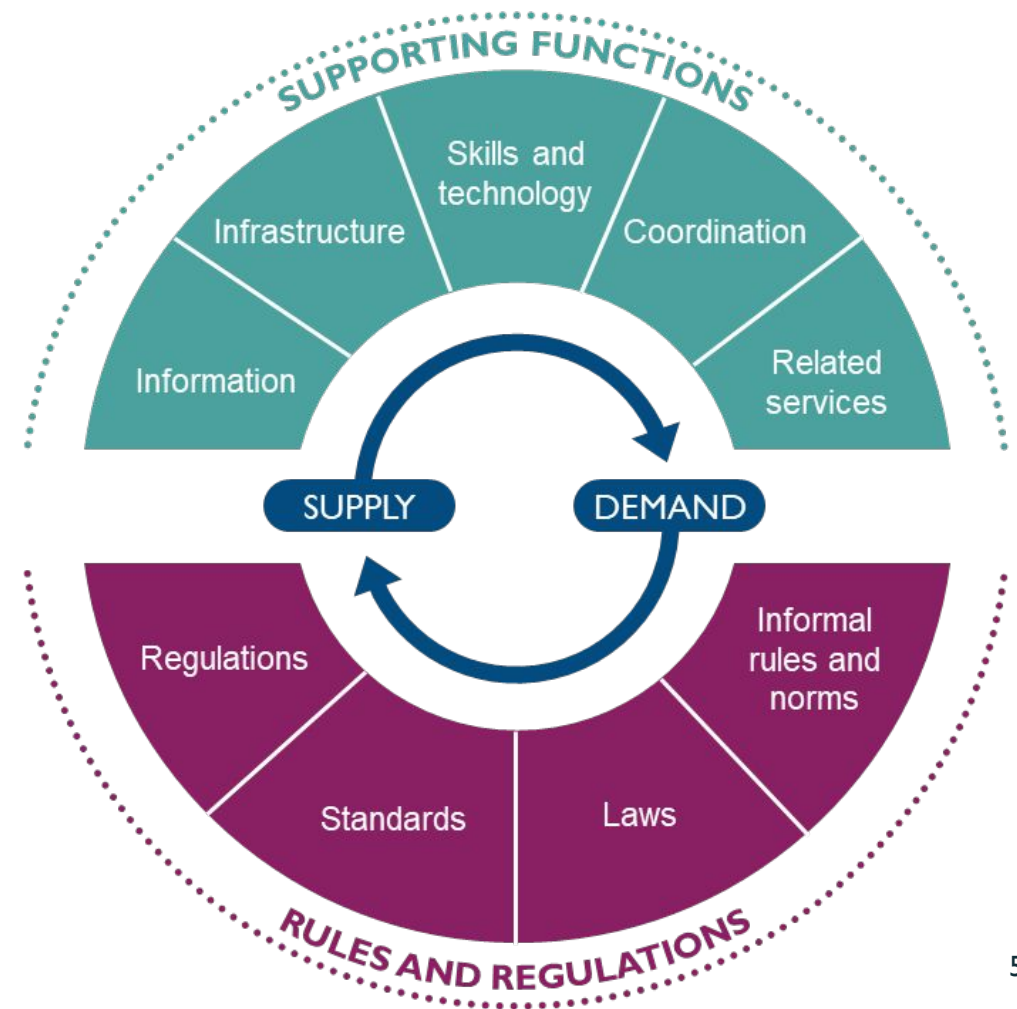 SUPPORTING FUNCTIONS
Skills and
technology
Infrastructure
Coordination
Information
Related
services
SUPPLY
DEMAND
Regulations
Informal
rules and
norms
Standards
Laws
RULES AND REGULATIONS
5